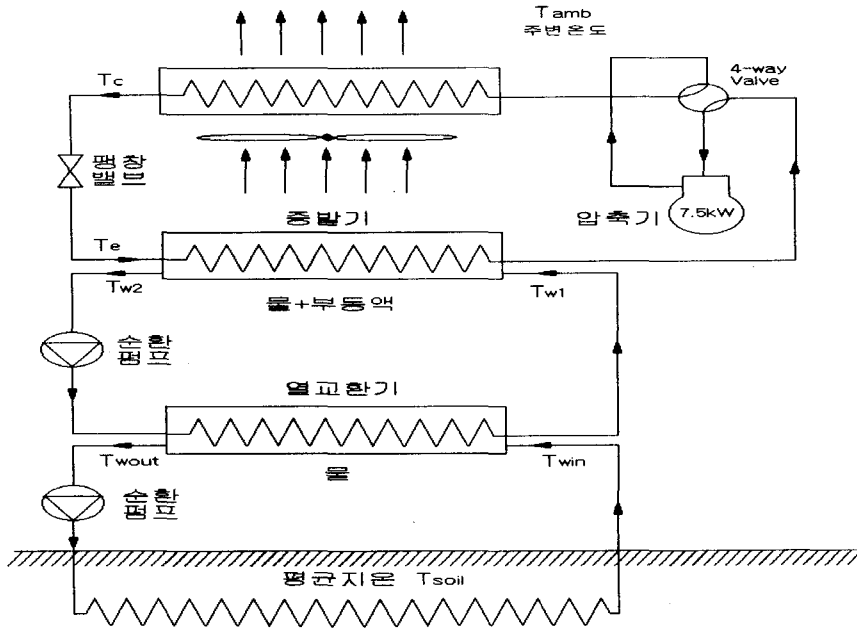 Tamb
주변온도
4-way
Valve
Tc
팽창
밸브
증발기
압축기
7.5kW
Te
Tw2
Tw1
물+부동액
순환
펌프
열교환기
Twout
Twin
물
순환
펌프
평균지온 Tsoil